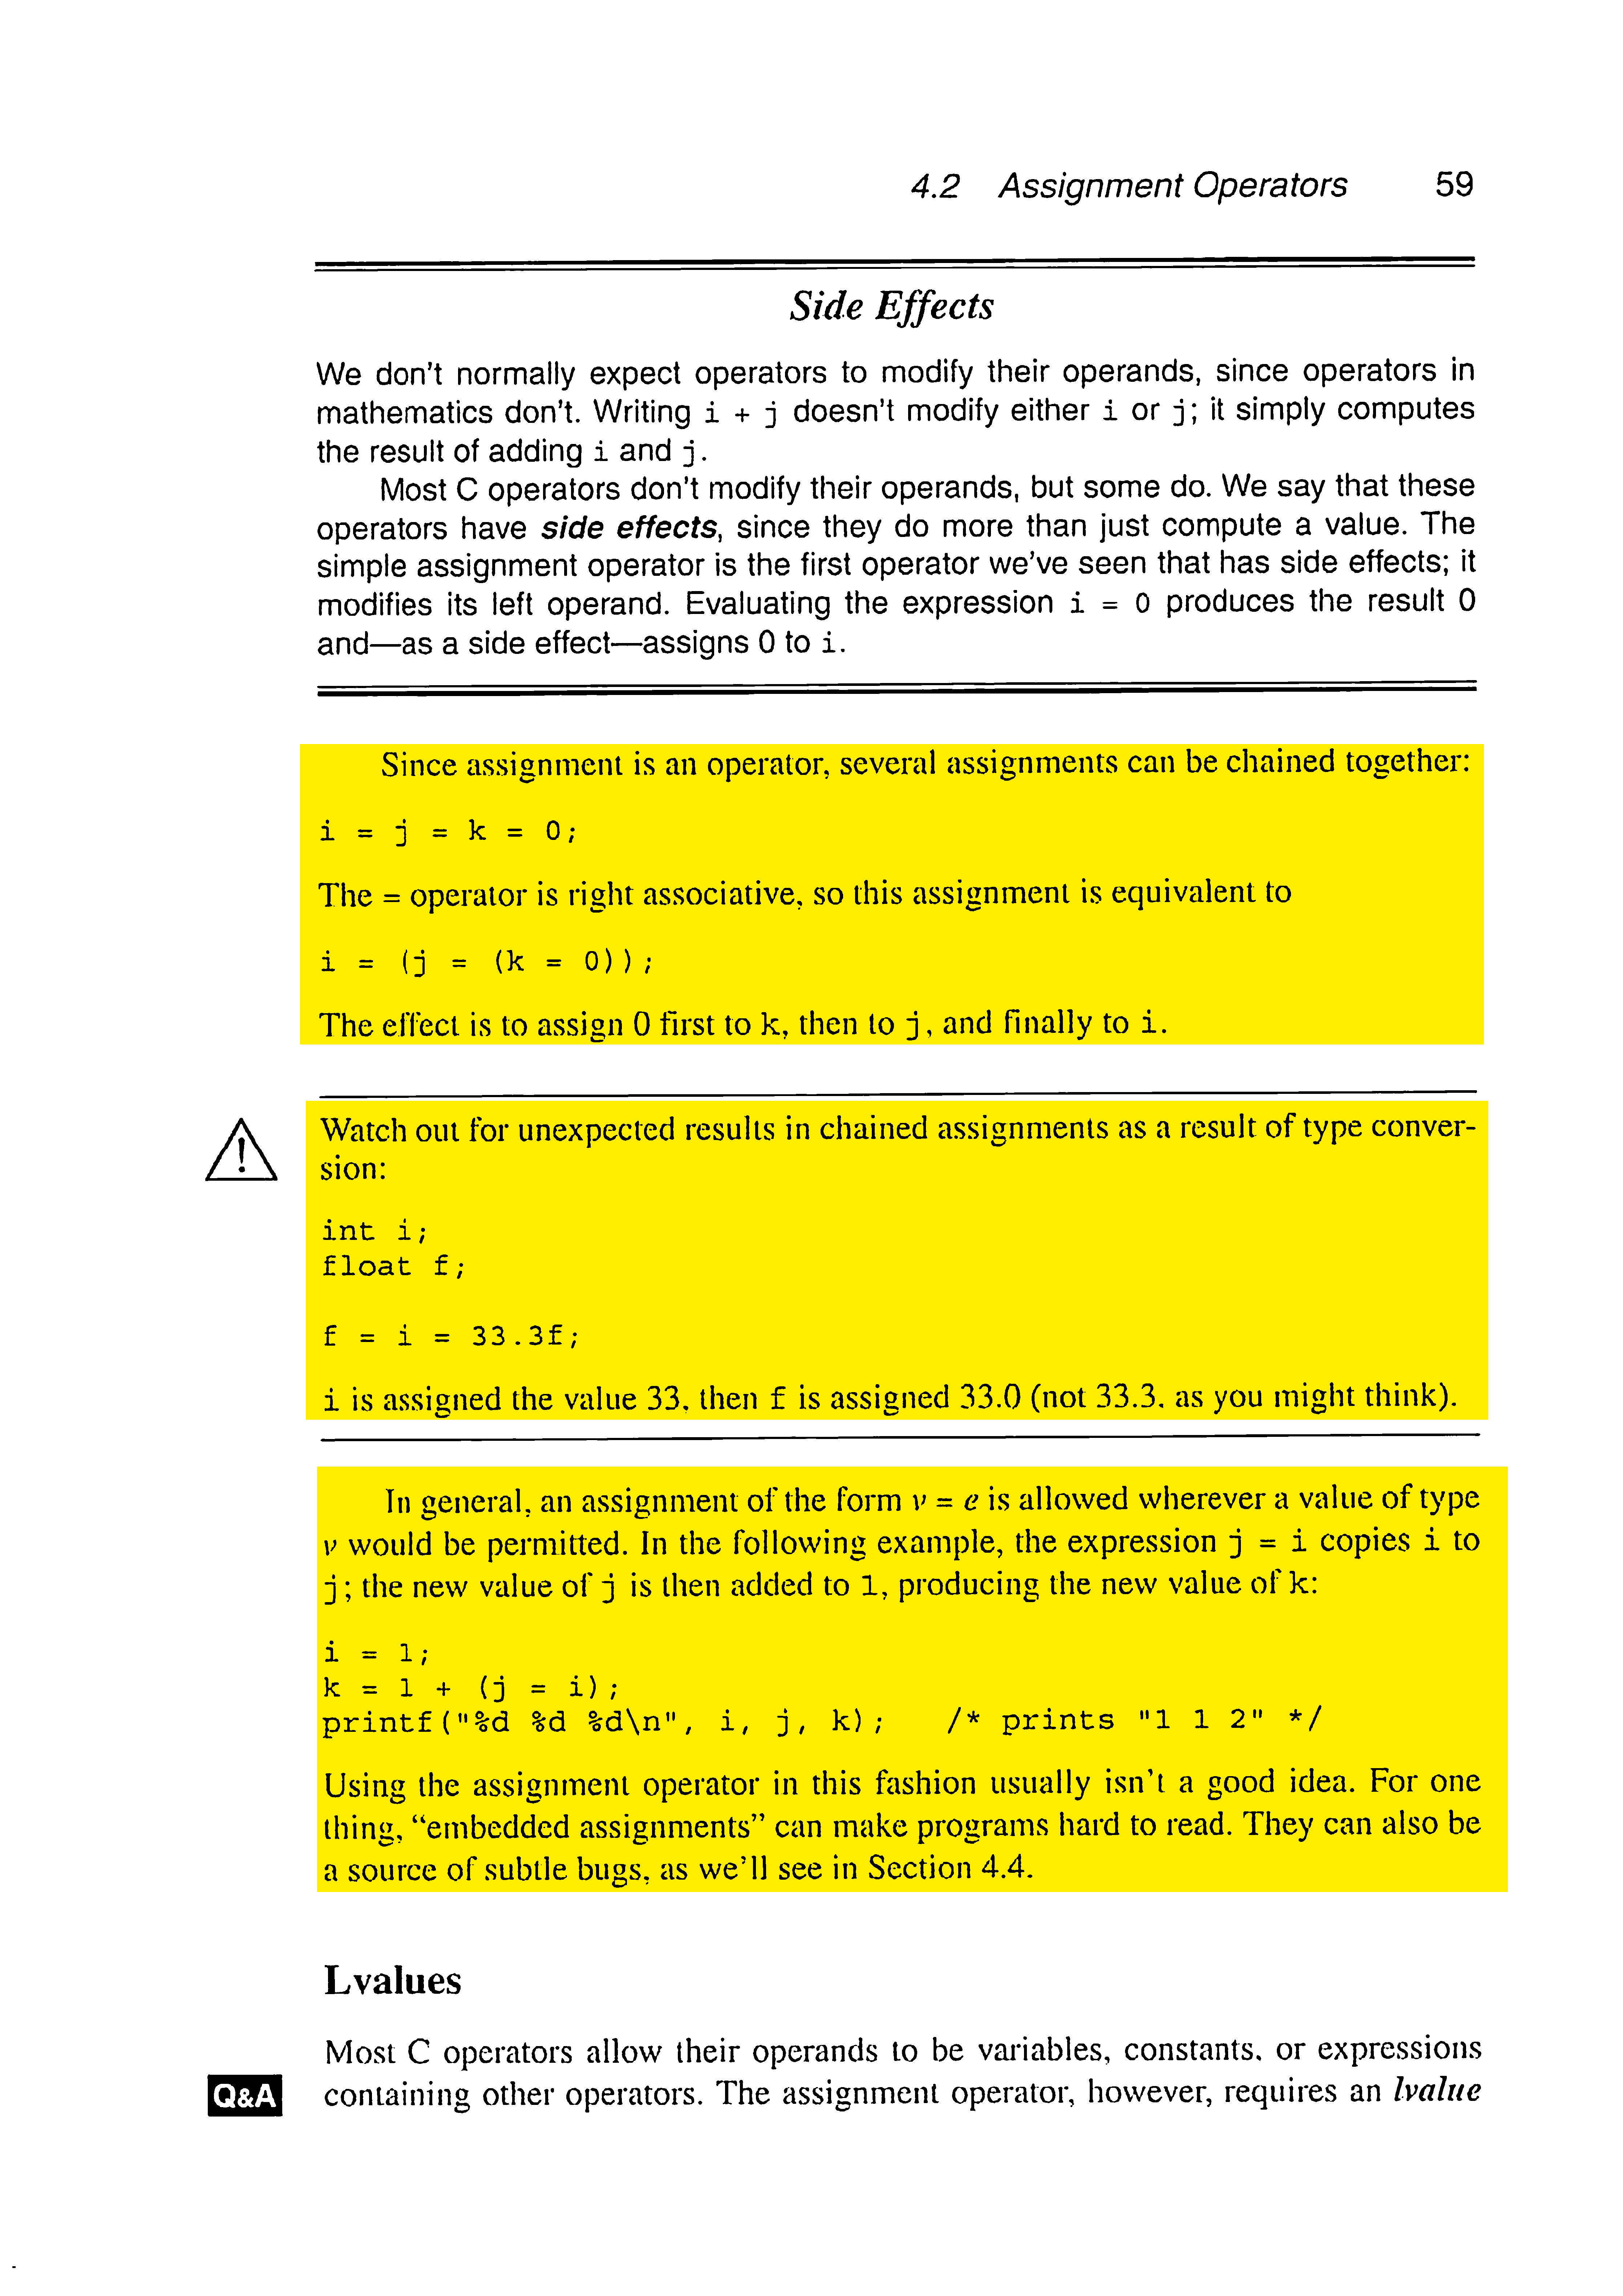 4.2 Assignment Operators 59
Side Effects
We don't normally expect operators to modify their operands, since operators in
mathematics don't. Writing i + j doesn't modify either i or j; it simply computes
the result of adding i and j.
Most C operators don't modify their operands, but some do. We say that these
operators have side effects, since they do more than just compute a value. The
simple assignment operator is the first operator we've seen that has side effects; it
modifies its left operand. Evaluating the expression i = 0 produces the result 0
and—as a side effect—assigns 0 to i.
Since assignment is an operator, several assignments can be chained together:
i = j = k = 0;
The = operator is right associative, so this assignment is equivalent to
i = (j = (k = 0));
The effect is to assign 0 first to k, then to j, and finally to i.
Watch out for unexpected results in chained assignments as a result of type conver-
sion:
int i;
float f;
f = i = 33.3f;
i is assigned the value 33, then f is assigned 33.0 (not 33.3, as you might think).
In general, an assignment of the form v = e is allowed wherever a value of type
v would be permitted. In the following example, the expression j = i copies i to
j; the new value of j is then added to 1, producing the new value of k:
i = 1;
k = 1 + (j = i);
printf("%d %d %d\n", i, j, k); /* prints "1 1 2" */
Using the assignment operator in this fashion usually isn't a good idea. For one
thing, “embedded assignments” can make programs hard to read. They can also be
a source of subtle bugs, as we'll see in Section 4.4.
Lvalues
Most C operators allow their operands to be variables, constants, or expressions
Q&A containing other operators. The assignment operator, however, requires an lvalue